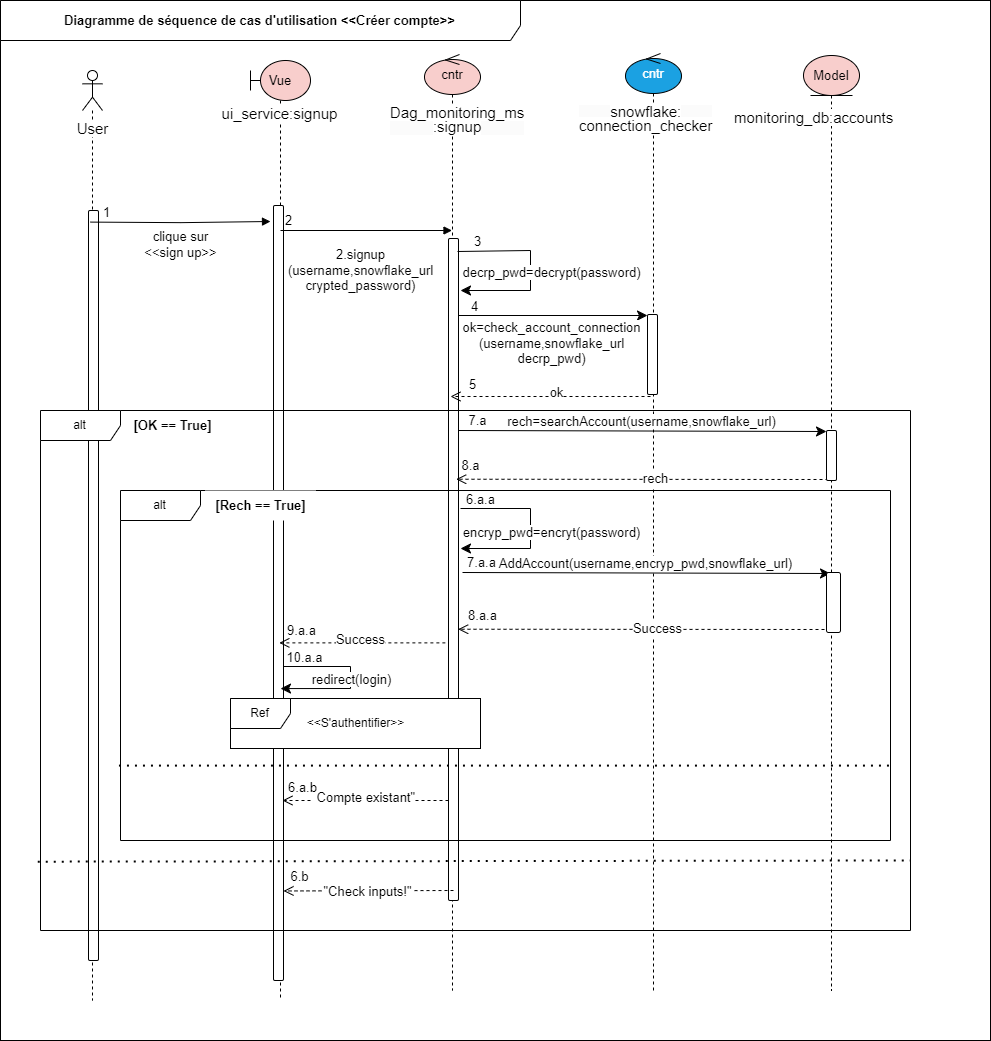 Diagramme de séquence de cas d'utilisation <<Créer compte>>
User
Vue
ui_service:signup
cntr
Dag_monitoring_ms
:signup
cntr
snowflake:
connection_checker
Model
monitoring_db:accounts
1
clique sur
<<sign up>>
2
2.signup
(username,snowflake_url
crypted_password)
3
decrp_pwd=decrypt(password)
4
ok=check_account_connection
(username,snowflake_url
decrp_pwd)
5
ok
alt
[OK == True]
7.a
rech=searchAccount(username,snowflake_url)
8.a
rech
alt
[Rech == True]
6.a.a
encryp_pwd=encryt(password)
7.a.a AddAccount(username,encryp_pwd,snowflake_url)
8.a.a
Success
9.a.a
Success
10.a.a
redirect(login)
Ref
<<S'authentifier>>
6.a.b
Compte existant"
6.b
"Check inputs!"